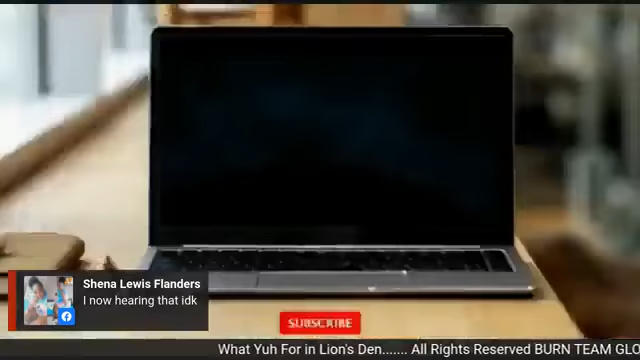 Shena Lewis Flanders
I now hearing that idk
SUBSCRIBE
What Yuh For in Lion's Den....... All Rights Reserved BURN TEAM GLO